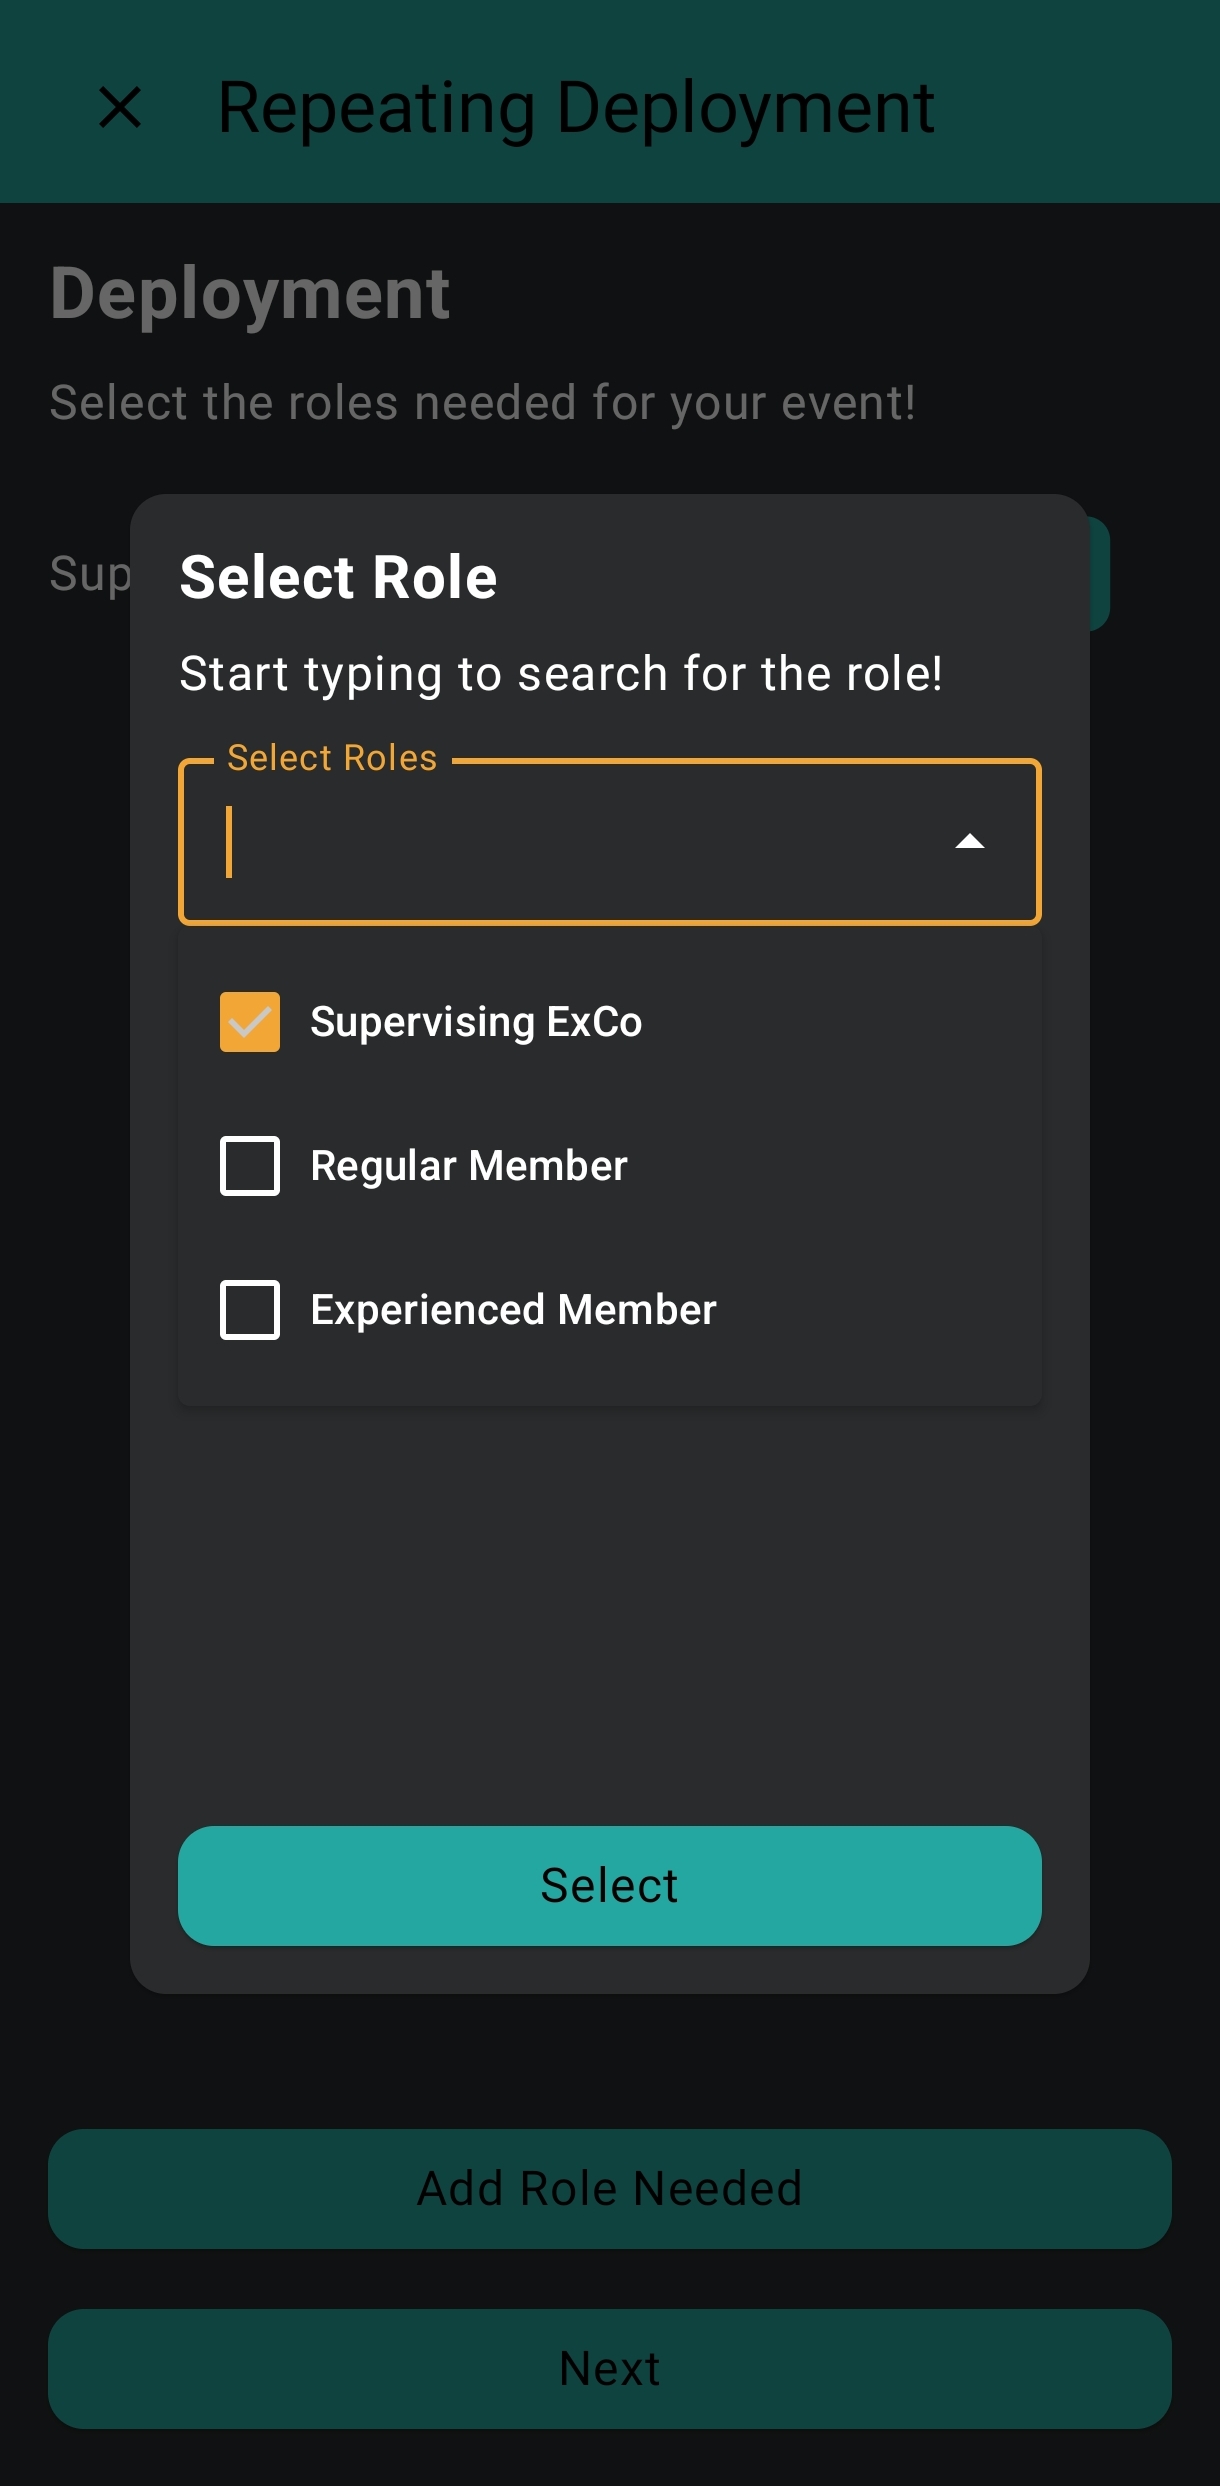 Repeating Deployment
Deployment
Select the roles needed for your event!
Sup
Select Role
Start typing to search for the role!
Select Roles
Supervising ExCo
Regular Member
Experienced Member
Select
Add Role Needed
Next